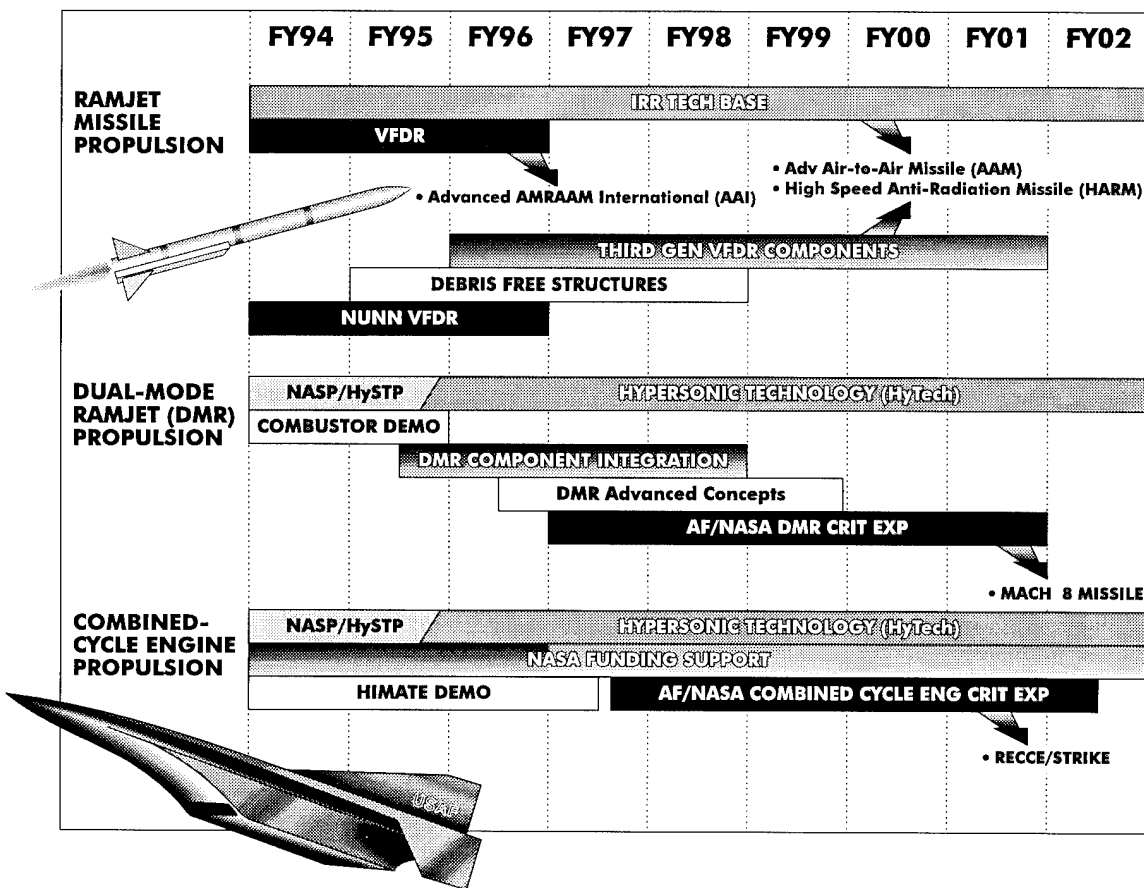 FY94 FY95 FY96 FY97 FY98 FY99 FY00 FY01 FY02
RAMJET
MISSILE
PROPULSION
IRR TECH BASE
VFDR
• Adv Air-to-Air Missile (AAM)
• High Speed Anti-Radiation Missile (HARM)
• Advanced AMRAAM International (AAI)
THIRD GEN VFDR COMPONENTS
DEBRIS FREE STRUCTURES
NUNN VFDR
DUAL-MODE
RAMJET (DMR)
PROPULSION
NASP/HySTP
HYPERSONIC TECHNOLOGY (HyTech)
COMBUSTOR DEMO
DMR COMPONENT INTEGRATION
DMR Advanced Concepts
AF/NASA DMR CRIT EXP
• MACH 8 MISSILE
COMBINED-
CYCLE ENGINE
PROPULSION
NASP/HySTP
HYPERSONIC TECHNOLOGY (HyTech)
NASA FUNDING SUPPORT
HIMATE DEMO
AF/NASA COMBINED CYCLE ENG CRIT EXP
• RECCE/STRIKE
USAF